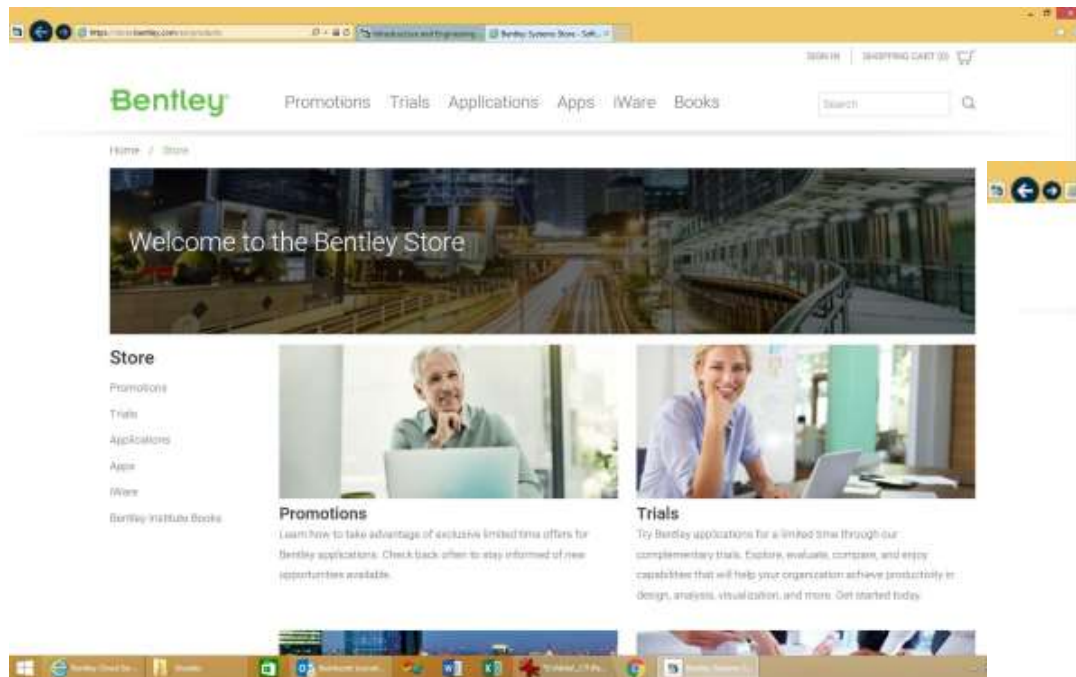 Bentley Systems Store - Soft...
SIGN IN SHOPPING CART (0)
Bentley
Promotions Trials Applications Apps iWare Books
Search
Home / Store
Welcome to the Bentley Store
Store
Promotions
Trials
Applications
Apps
iWare
Bentley Institute Books
Promotions
Learn how to take advantage of exclusive limited time offers for
Bentley applications. Check back often to stay informed of new
opportunities available.
Trials
Try Bentley applications for a limited time through our
complementary trials. Explore, evaluate, compare, and enjoy
capabilities that will help your organization achieve productivity in
design, analysis, visualization, and more. Get started today.